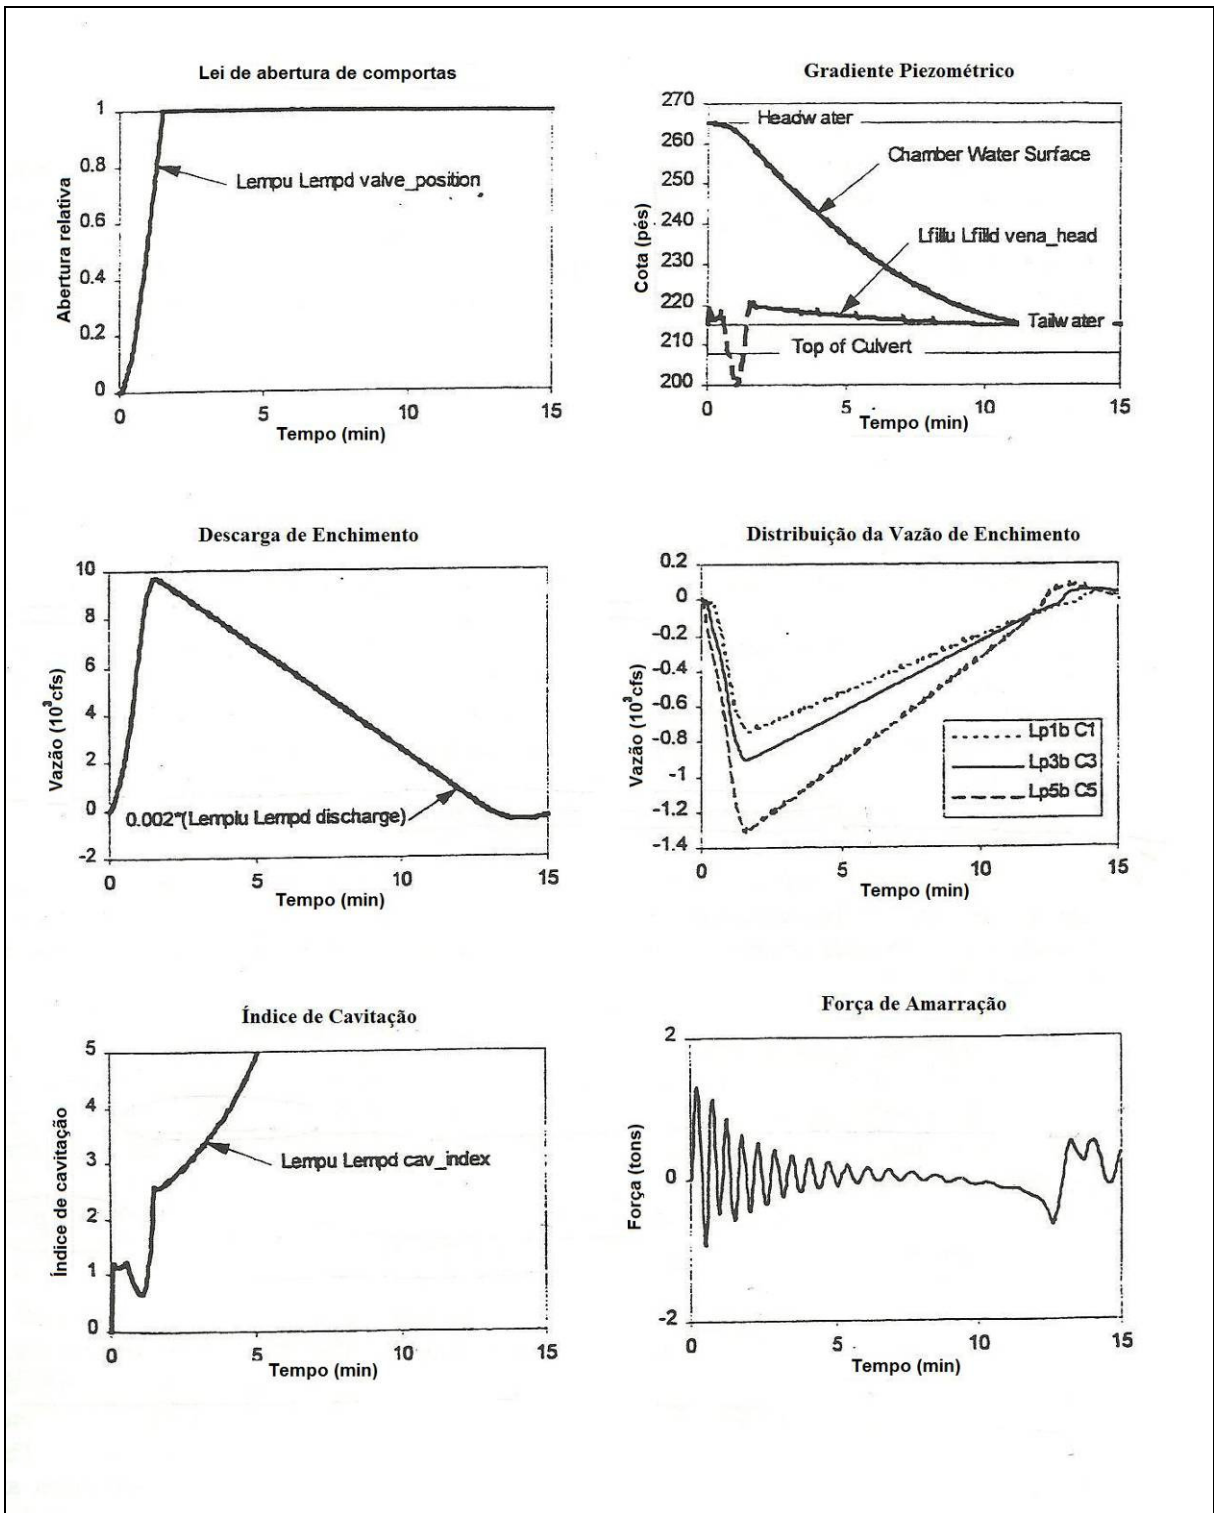 Lei de abertura de comportas
1
0.8
0.6
0.4
0.2
0
Abertura relativa
Lempu Lempd valve_position
0 5 10 15
Tempo (min)
Gradiente Piezométrico
270
260
250
240
230
220
210
200
Cota (pés)
Headwater
Chamber Water Surface
Lfillu Lfilld vena_head
Tailwater
Top of Culvert
0 5 10 15
Tempo (min)
Descarga de Enchimento
10
8
6
4
2
0
-2
Vazão (10³cfs)
0.002*(Lemplu Lempd discharge)
0 5 10 15
Tempo (min)
Distribuição da Vazão de Enchimento
0.2
0
-0.2
-0.4
-0.6
-0.8
-1
-1.2
-1.4
Vazão (10³cfs)
Lp1b C1
Lp3b C3
Lp5b C5
0 5 10 15
Tempo (min)
Índice de Cavitação
5
4
3
2
1
0
Índice de cavitação
Lempu Lempd cav_index
0 5 10 15
Tempo (min)
Força de Amarração
2
0
-2
Força (tons)
0 5 10 15
Tempo (min)